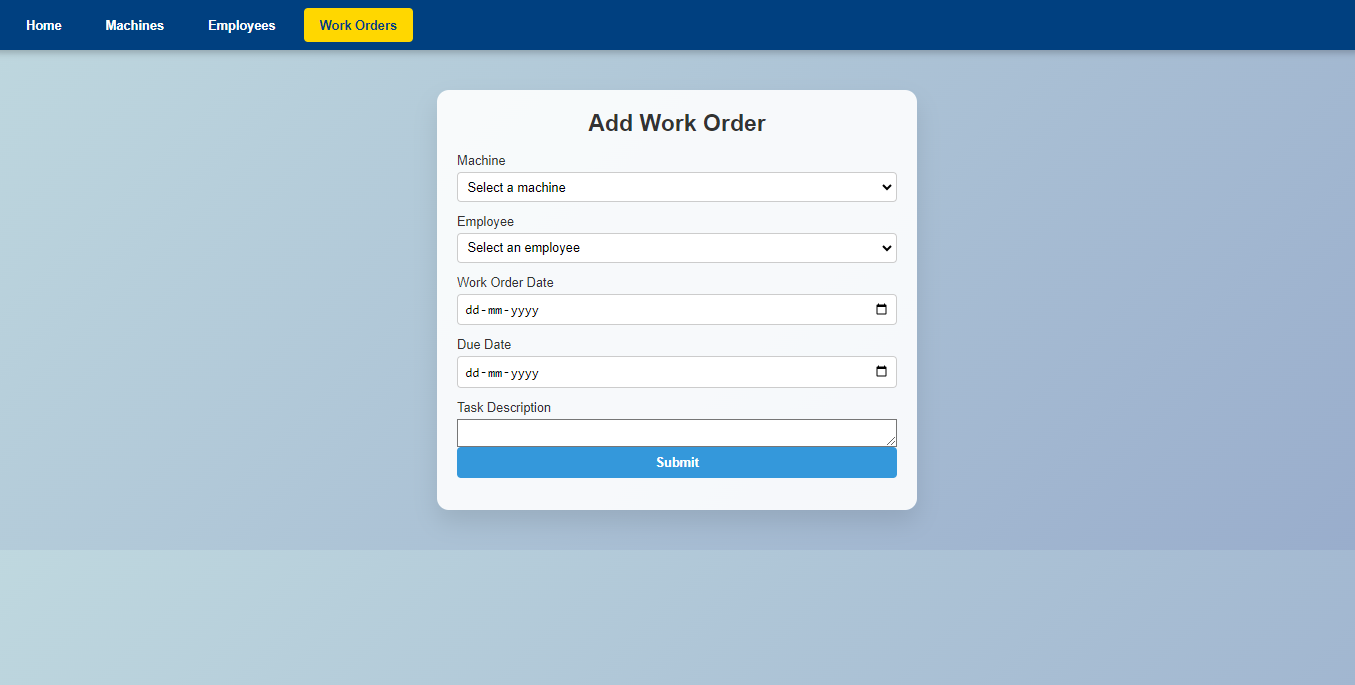 Home Machines Employees Work Orders
Add Work Order
Machine
Select a machine
Employee
Select an employee
Work Order Date
dd-mm-yyyy
Due Date
dd-mm-yyyy
Task Description
Submit